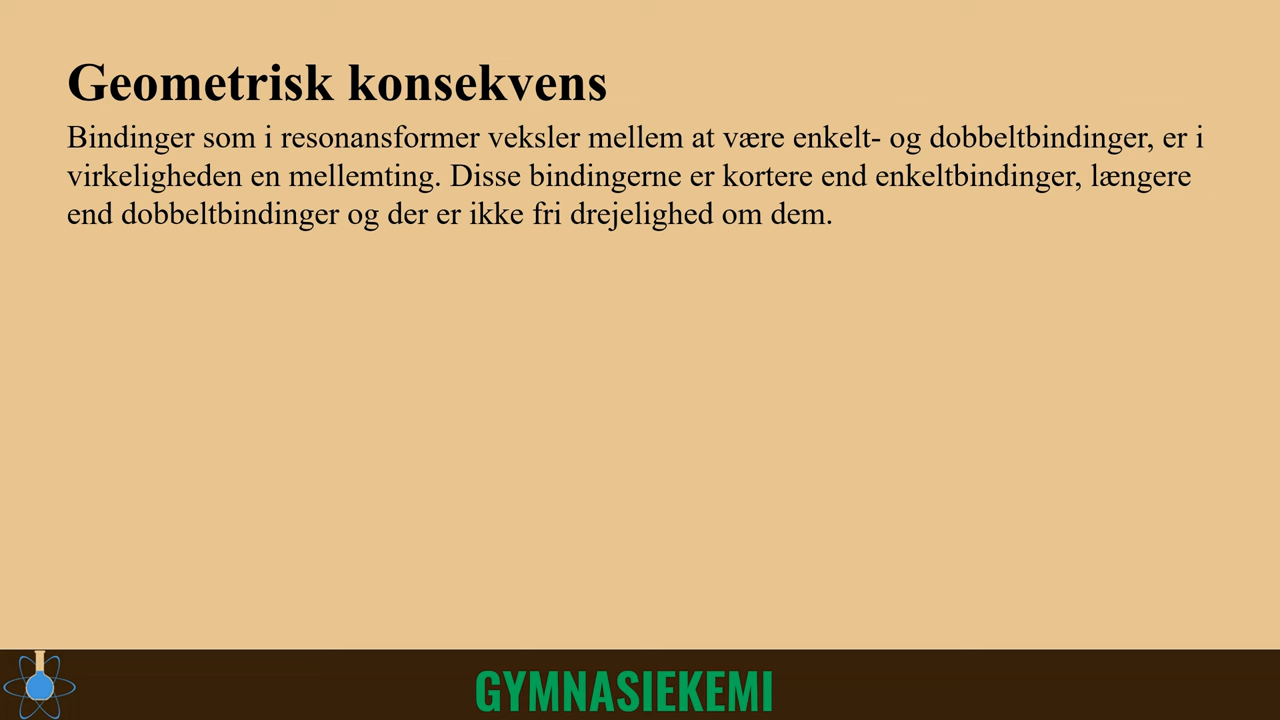 Geometrisk konsekvens
Bindinger som i resonansformer veksler mellem at være enkelt- og dobbeltbindinger, er i
virkeligheden en mellemting. Disse bindingerne er kortere end enkeltbindinger, længere
end dobbeltbindinger og der er ikke fri drejelighed om dem.
GYMNASIEKEMI